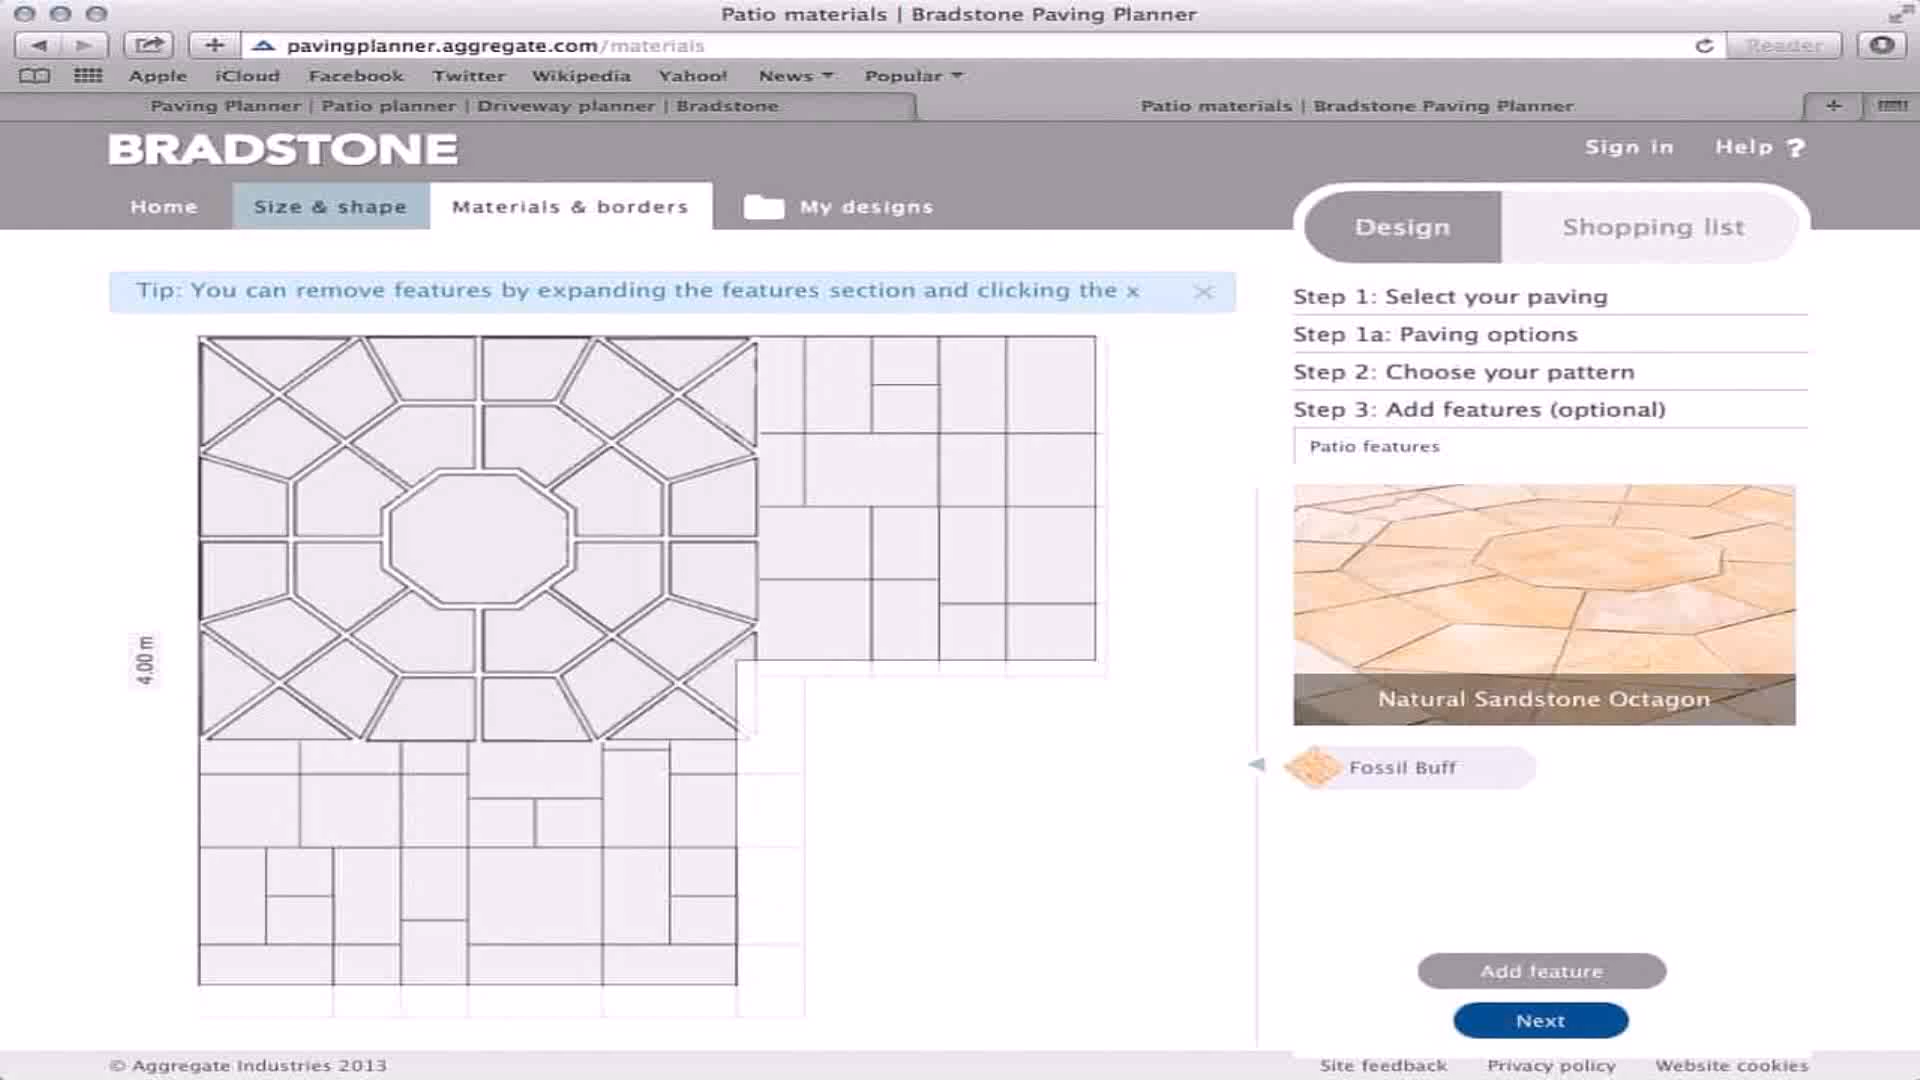 Patio materials | Bradstone Paving Planner
pavingplanner.aggregate.com/materials
Reader
Apple iCloud Facebook Twitter Wikipedia Yahoo! News Popular
Paving Planner | Patio planner | Driveway planner | Bradstone
Patio materials | Bradstone Paving Planner
BRADSTONE
Sign in Help ?
Home Size & shape Materials & borders My designs
Design Shopping list
Tip: You can remove features by expanding the features section and clicking the x
Step 1: Select your paving
Step 1a: Paving options
Step 2: Choose your pattern
Step 3: Add features (optional)
Patio features
4.00 m
Natural Sandstone Octagon
Fossil Buff
Add feature
Next
© Aggregate Industries 2013
Site feedback Privacy policy Website cookies